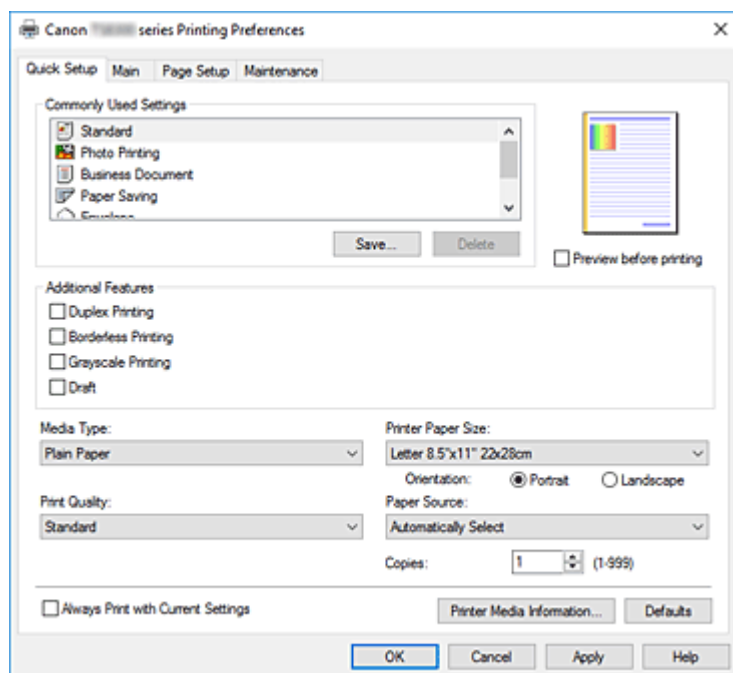 Canon series Printing Preferences
Quick Setup Main Page Setup Maintenance
Commonly Used Settings
Standard
Photo Printing
Business Document
Paper Saving
Envelope
Save... Delete
Preview before printing
Additional Features
Duplex Printing
Borderless Printing
Grayscale Printing
Draft
Media Type: Printer Paper Size:
Plain Paper Letter 8.5"x11" 22x28cm
Orientation: Portrait Landscape
Print Quality: Paper Source:
Standard Automatically Select
Copies: 1 (1-999)
Always Print with Current Settings Printer Media Information... Defaults
OK Cancel Apply Help